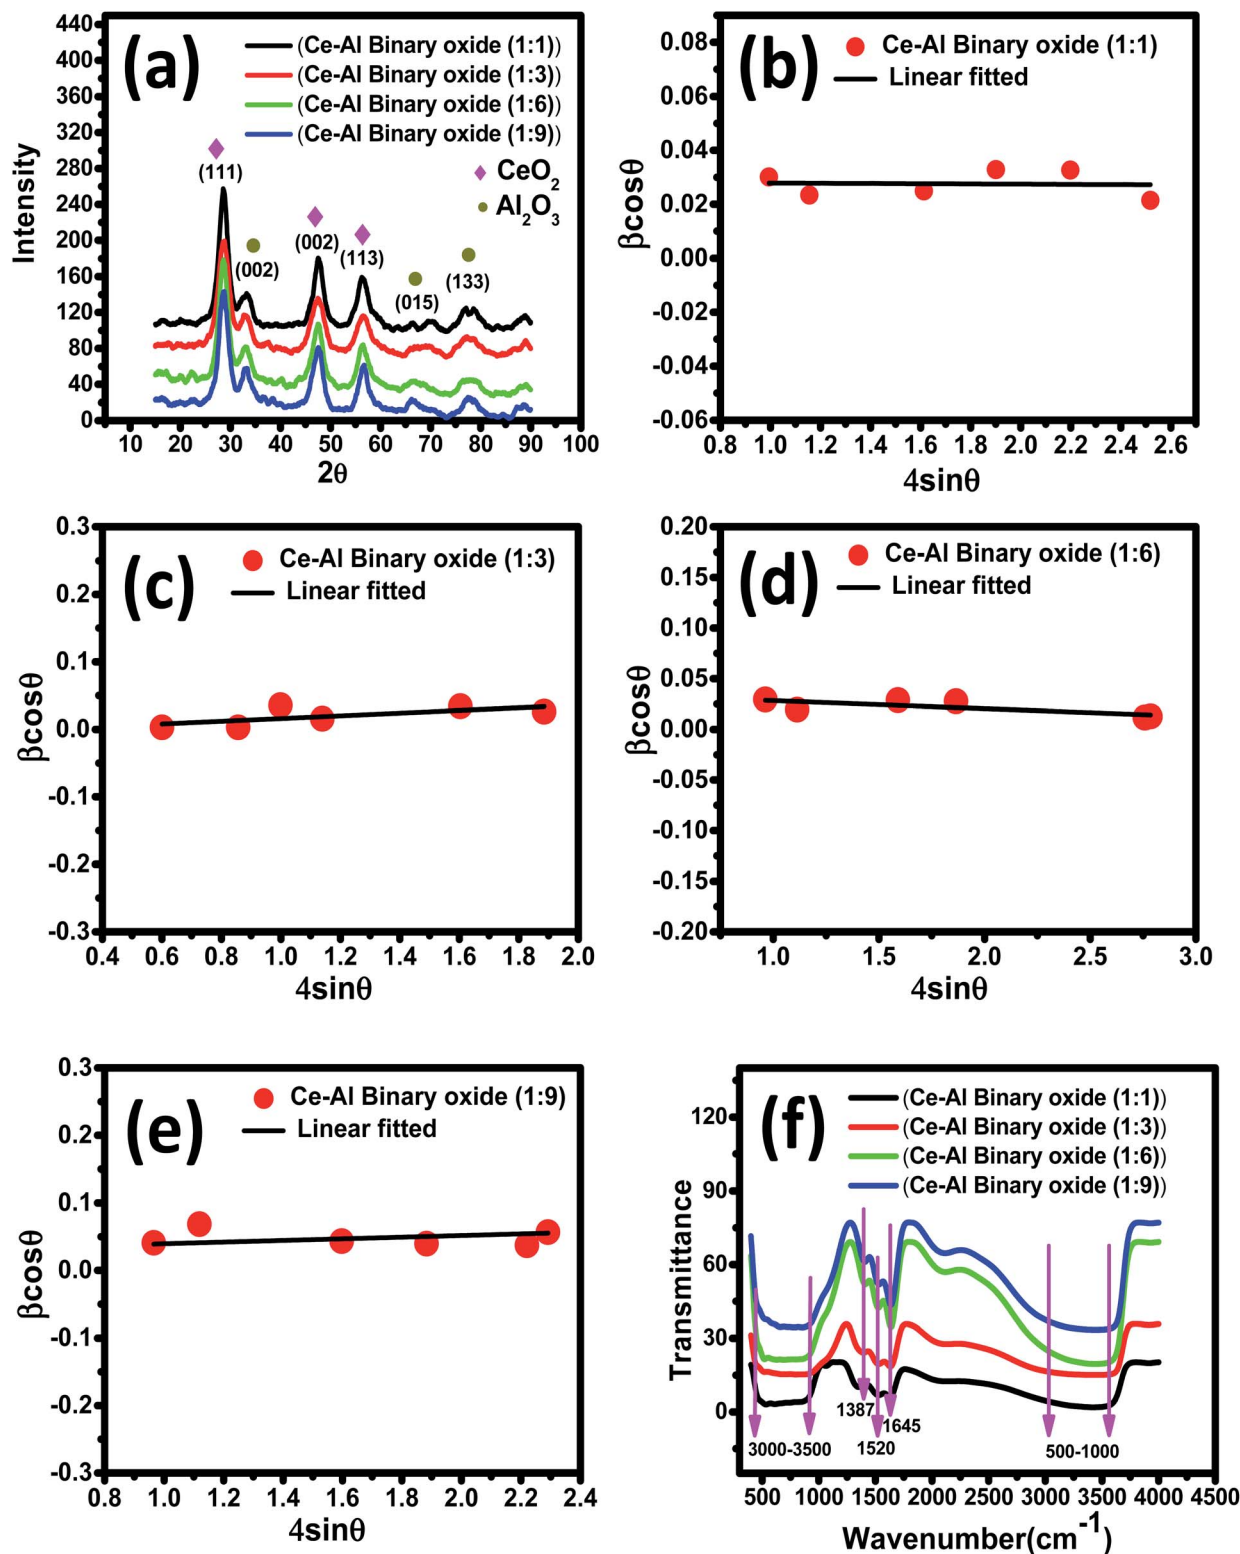 (a)
(Ce-Al Binary oxide (1:1))
(Ce-Al Binary oxide (1:3))
(Ce-Al Binary oxide (1:6))
(Ce-Al Binary oxide (1:9))
CeO2
Al2O3
(111)
(002)
(002)
(113)
(015)
(133)
440
400
360
320
280
240
200
160
120
80
40
0
Intensity
10 20 30 40 50 60 70 80 90 100
2θ
(b)
Ce-Al Binary oxide (1:1)
Linear fitted
0.08
0.06
0.04
0.02
0.00
-0.02
-0.04
-0.06
βcosθ
0.8 1.0 1.2 1.4 1.6 1.8 2.0 2.2 2.4 2.6
4sinθ
(c)
Ce-Al Binary oxide (1:3)
Linear fitted
0.3
0.2
0.1
0.0
-0.1
-0.2
-0.3
βcosθ
0.4 0.6 0.8 1.0 1.2 1.4 1.6 1.8 2.0
4sinθ
(d)
Ce-Al Binary oxide (1:6)
Linear fitted
0.20
0.15
0.10
0.05
0.00
-0.05
-0.10
-0.15
-0.20
βcosθ
1.0 1.5 2.0 2.5 3.0
4sinθ
(e)
Ce-Al Binary oxide (1:9)
Linear fitted
0.3
0.2
0.1
0.0
-0.1
-0.2
-0.3
βcosθ
0.8 1.0 1.2 1.4 1.6 1.8 2.0 2.2 2.4
4sinθ
(f)
(Ce-Al Binary oxide (1:1))
(Ce-Al Binary oxide (1:3))
(Ce-Al Binary oxide (1:6))
(Ce-Al Binary oxide (1:9))
120
90
60
30
0
Transmittance
1387
1645
3000-3500
1520
500-1000
500 1000 1500 2000 2500 3000 3500 4000 4500
Wavenumber(cm-1)